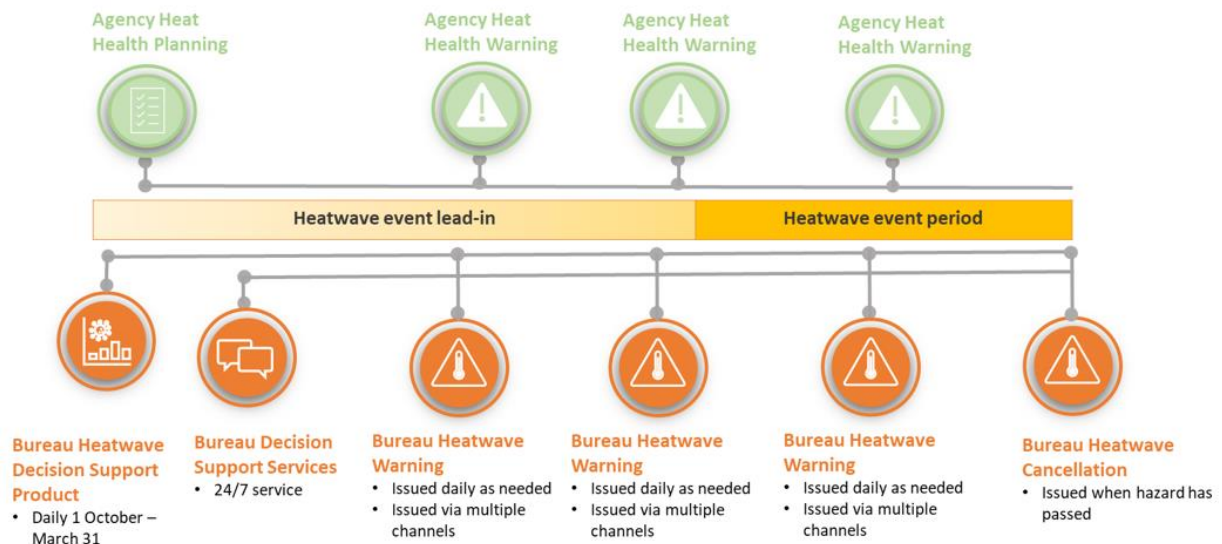 Agency Heat
Health Planning
Agency Heat
Health Warning
Agency Heat
Health Warning
Agency Heat
Health Warning
Heatwave event lead-in
Heatwave event period
Bureau Heatwave
Decision Support
Product
• Daily 1 October –
March 31
Bureau Decision
Support Services
• 24/7 service
Bureau Heatwave
Warning
• Issued daily as needed
• Issued via multiple
channels
Bureau Heatwave
Warning
• Issued daily as needed
• Issued via multiple
channels
Bureau Heatwave
Warning
• Issued daily as needed
• Issued via multiple
channels
Bureau Heatwave
Cancellation
• Issued when hazard has
passed